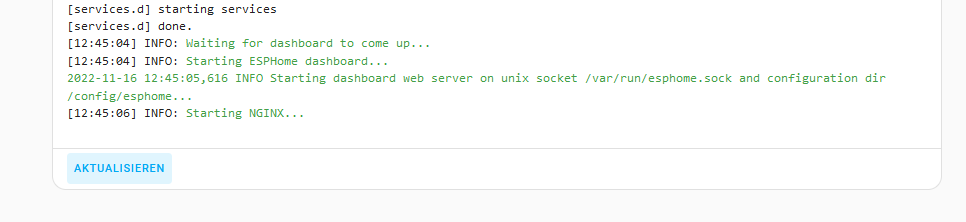 [services.d] starting services
[services.d] done.
[12:45:04] INFO: Waiting for dashboard to come up...
[12:45:04] INFO: Starting ESPHome dashboard...
2022-11-16 12:45:05,616 INFO Starting dashboard web server on unix socket /var/run/esphome.sock and configuration dir
/config/esphome...
[12:45:06] INFO: Starting NGINX...
AKTUALISIEREN